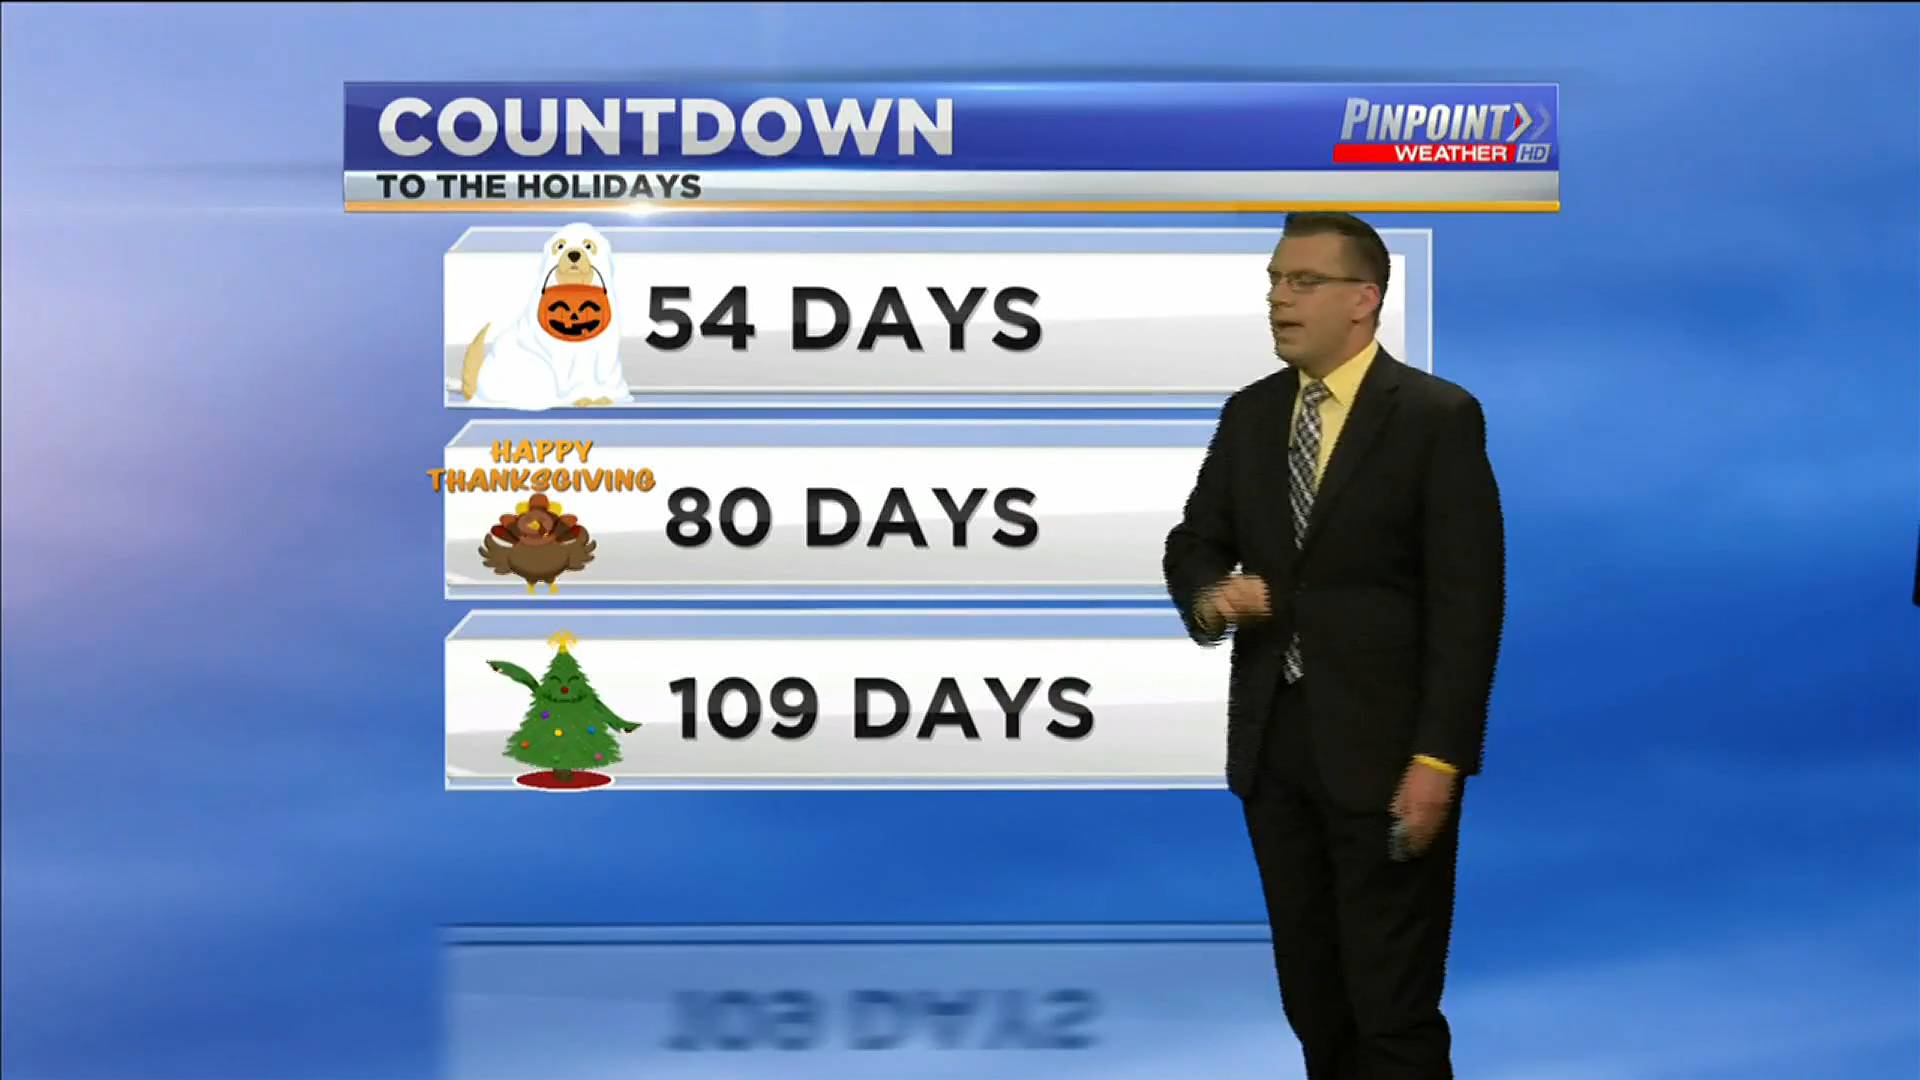 COUNTDOWN
TO THE HOLIDAYS
PINPOINT
WEATHER HD
54 DAYS
HAPPY
THANKSGIVING
80 DAYS
109 DAYS